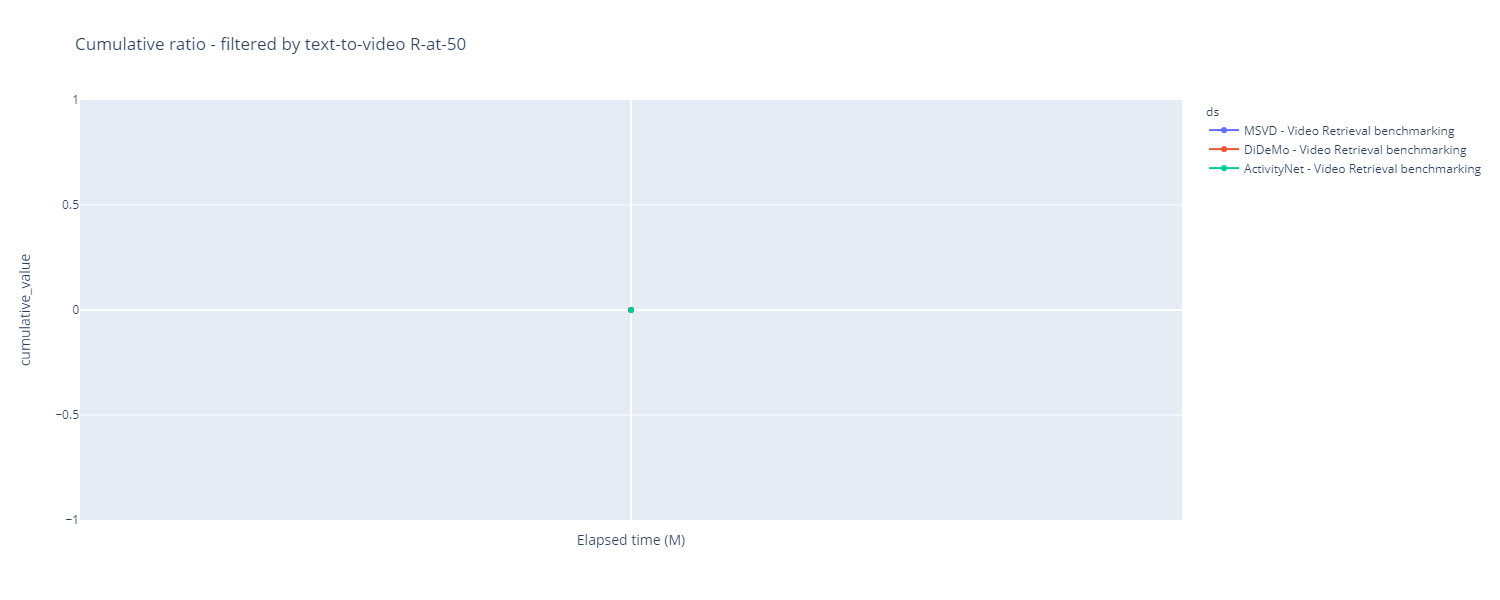 Cumulative ratio - filtered by text-to-video R-at-50
1
0.5
0
−0.5
−1
cumulative_value
Elapsed time (M)
ds
MSVD - Video Retrieval benchmarking
DiDeMo - Video Retrieval benchmarking
ActivityNet - Video Retrieval benchmarking